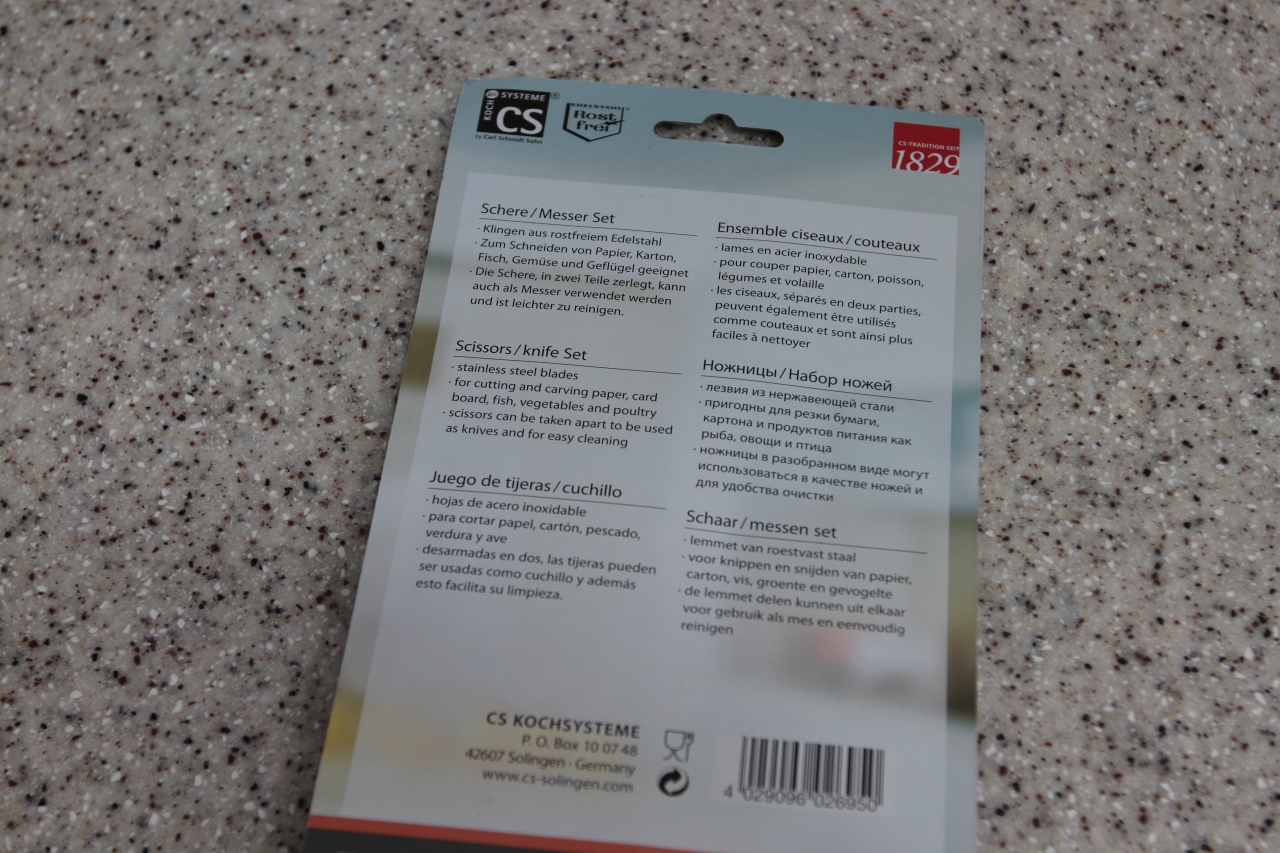 KOCH SYSTEME ®
CS
by Carl Schmidt Sohn
EDELSTAHL
Rost
frei
CS-TRADITION SEIT
1829
Schere / Messer Set
· Klingen aus rostfreiem Edelstahl
· Zum Schneiden von Papier, Karton,
Fisch, Gemüse und Geflügel geeignet
· Die Schere, in zwei Teile zerlegt, kann
auch als Messer verwendet werden
und ist leichter zu reinigen.
Scissors / knife Set
· stainless steel blades
· for cutting and carving paper, card
board, fish, vegetables and poultry
· scissors can be taken apart to be used
as knives and for easy cleaning
Juego de tijeras / cuchillo
· hojas de acero inoxidable
· para cortar papel, cartón, pescado,
verdura y ave
· desarmadas en dos, las tijeras pueden
ser usadas como cuchillo y además
esto facilita su limpieza.
Ensemble ciseaux / couteaux
· lames en acier inoxydable
· pour couper papier, carton, poisson,
légumes et volaille
· les ciseaux, séparés en deux parties,
peuvent également être utilisés
comme couteaux et sont ainsi plus
faciles à nettoyer
Ножницы / Набор ножей
· лезвия из нержавеющей стали
· пригодны для резки бумаги,
картона и продуктов питания как
рыба, овощи и птица
· ножницы в разобранном виде могут
использоваться в качестве ножей и
для удобства очистки
Schaar / messen set
· lemmet van roestvast staal
· voor knippen en snijden van papier,
carton, vis, groente en gevogelte
· de lemmet delen kunnen uit elkaar
voor gebruik als mes en eenvoudig
reinigen
CS KOCHSYSTEME
P. O. Box 10 07 48
42607 Solingen · Germany
www.cs-solingen.com
4 029096 026950